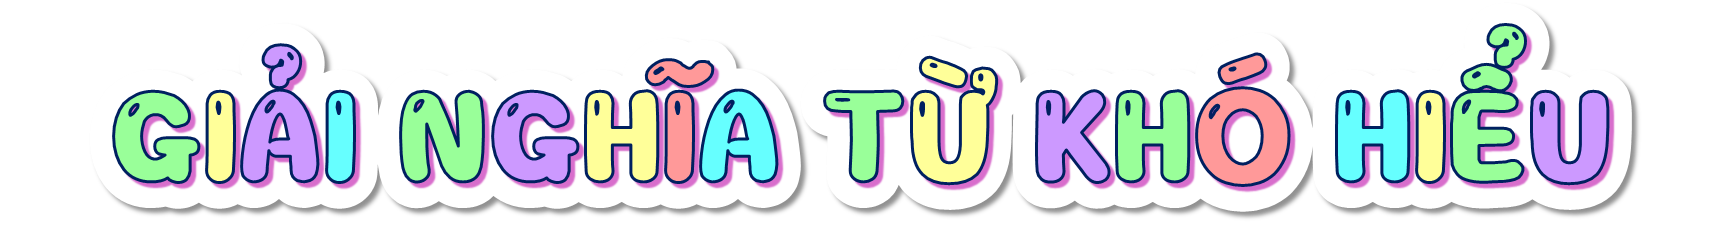 GIẢI NGHĨA TỪ KHÓ HIỂU